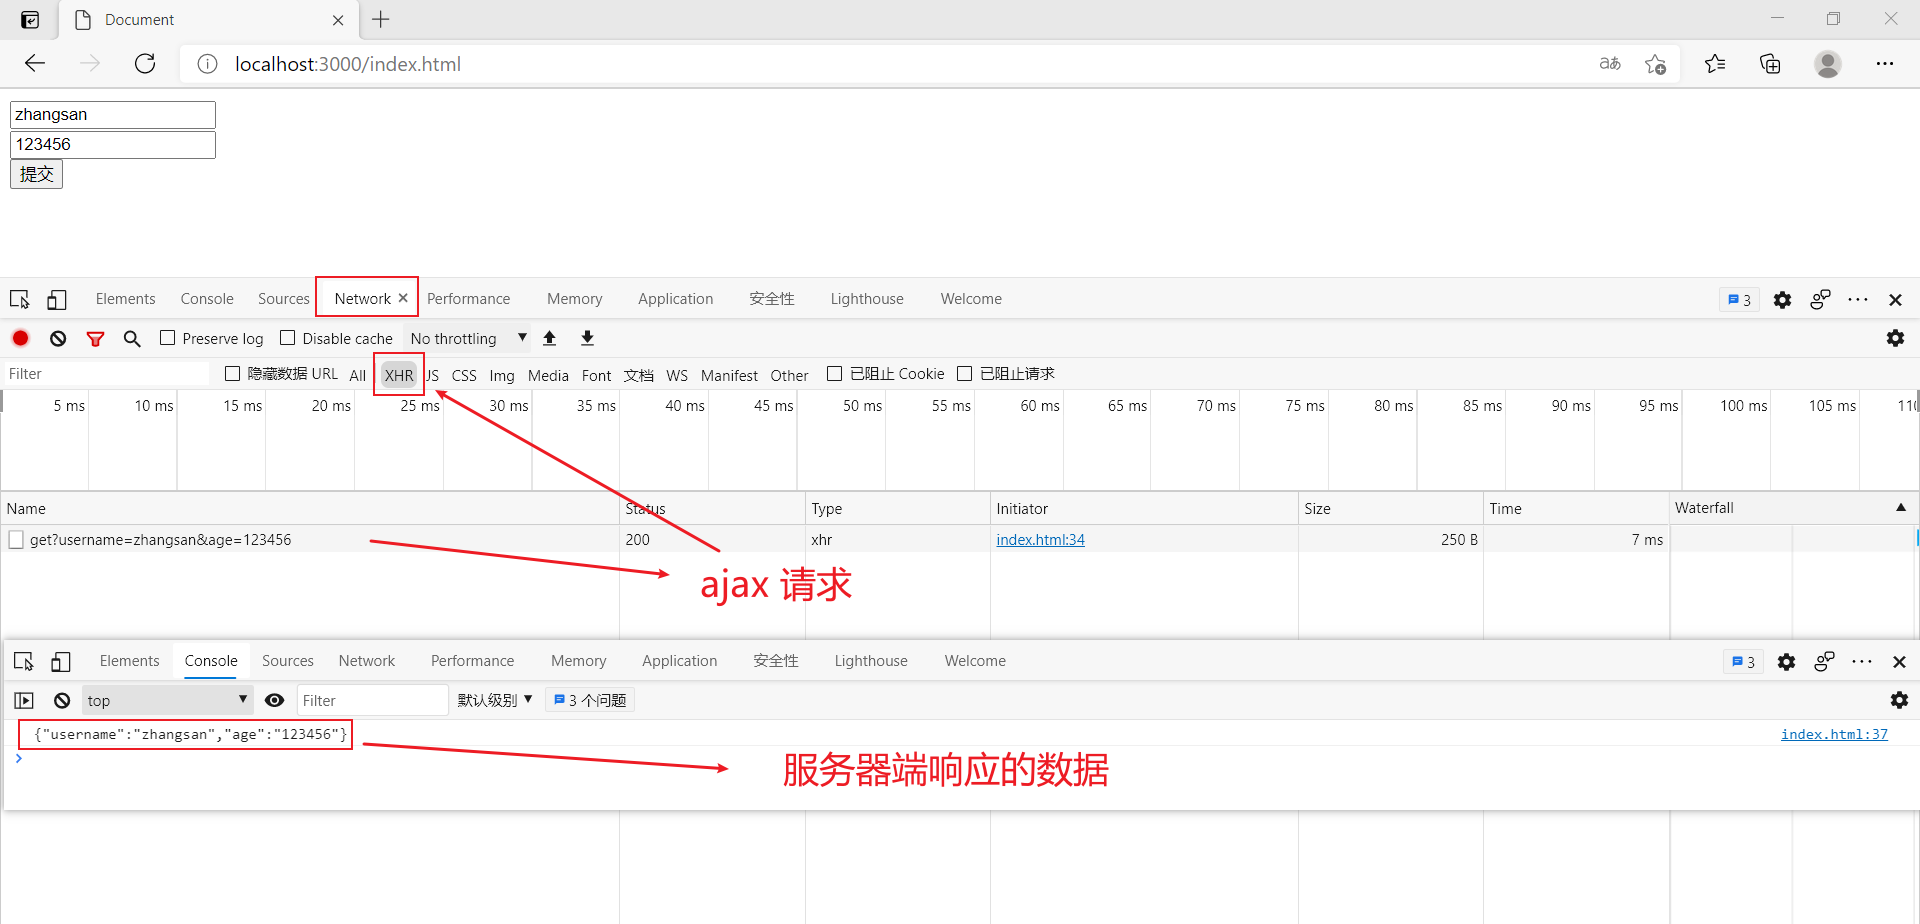 Document
localhost:3000/index.html
aあ
zhangsan
123456
提交
Elements Console Sources Network Performance Memory Application 安全性 Lighthouse Welcome 3
Preserve log Disable cache No throttling
Filter 隐藏数据 URL All XHR JS CSS Img Media Font 文档 WS Manifest Other 已阻止 Cookie 已阻止请求
5 ms 10 ms 15 ms 20 ms 25 ms 30 ms 35 ms 40 ms 45 ms 50 ms 55 ms 60 ms 65 ms 70 ms 75 ms 80 ms 85 ms 90 ms 95 ms 100 ms 105 ms
Name Status Type Initiator Size Time Waterfall
get?username=zhangsan&age=123456 200 xhr index.html:34 250 B 7 ms
ajax 请求
Elements Console Sources Network Performance Memory Application 安全性 Lighthouse Welcome 3
top Filter 默认级别 3 个问题
{"username":"zhangsan","age":"123456"} index.html:37
服务器端响应的数据